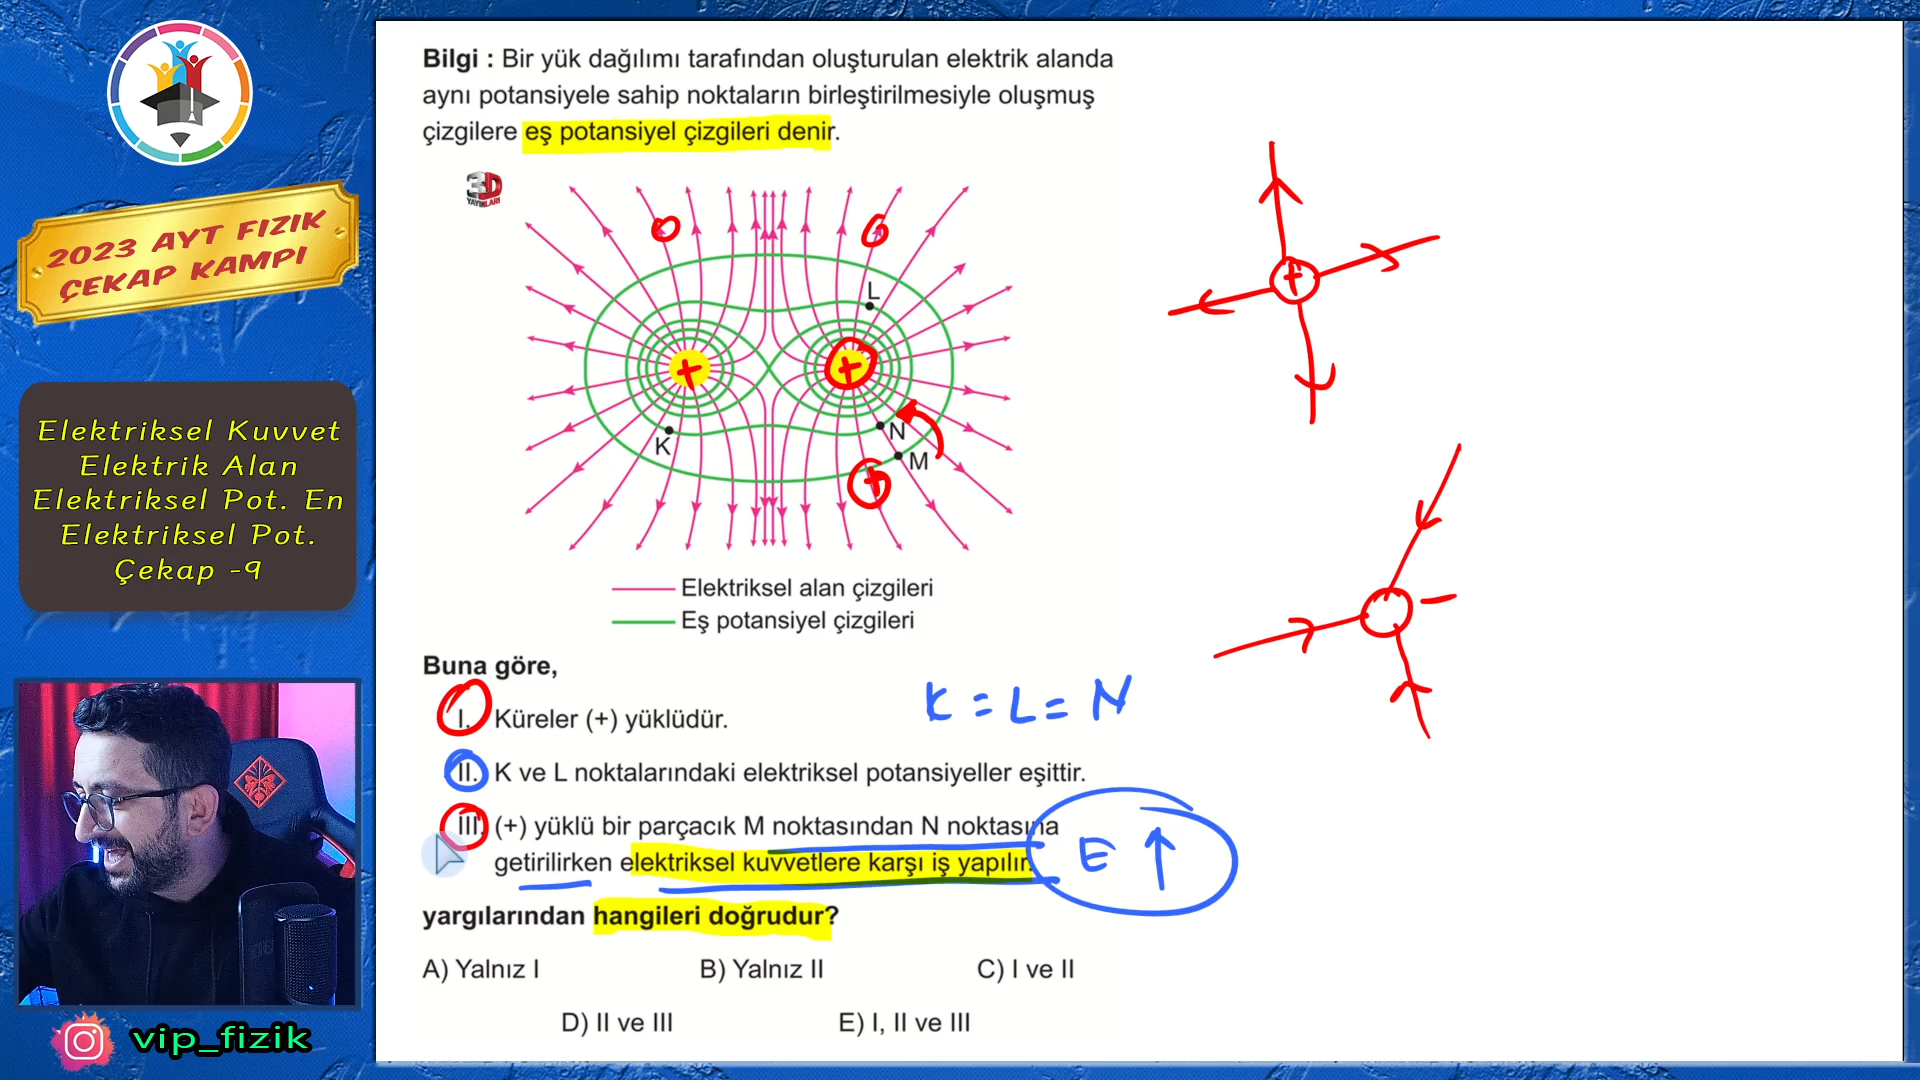 2023 AYT FIZIK
ÇEKAP KAMPI
Elektriksel Kuvvet
Elektrik Alan
Elektriksel Pot. En
Elektriksel Pot.
Çekap -9
vip_fizik
Bilgi : Bir yük dağılımı tarafından oluşturulan elektrik alanda
aynı potansiyele sahip noktaların birleştirilmesiyle oluşmuş
çizgilere eş potansiyel çizgileri denir.
3D
YAYINLARI
L
+ +
K
N
M
+
Elektriksel alan çizgileri
Eş potansiyel çizgileri
+
-
Buna göre,
K = L = N
I. Küreler (+) yüklüdür.
II. K ve L noktalarındaki elektriksel potansiyeller eşittir.
III. (+) yüklü bir parçacık M noktasından N noktasına
getirilirken elektriksel kuvvetlere karşı iş yapılır.
E ↑
yargılarından hangileri doğrudur?
A) Yalnız I B) Yalnız II C) I ve II
D) II ve III E) I, II ve III